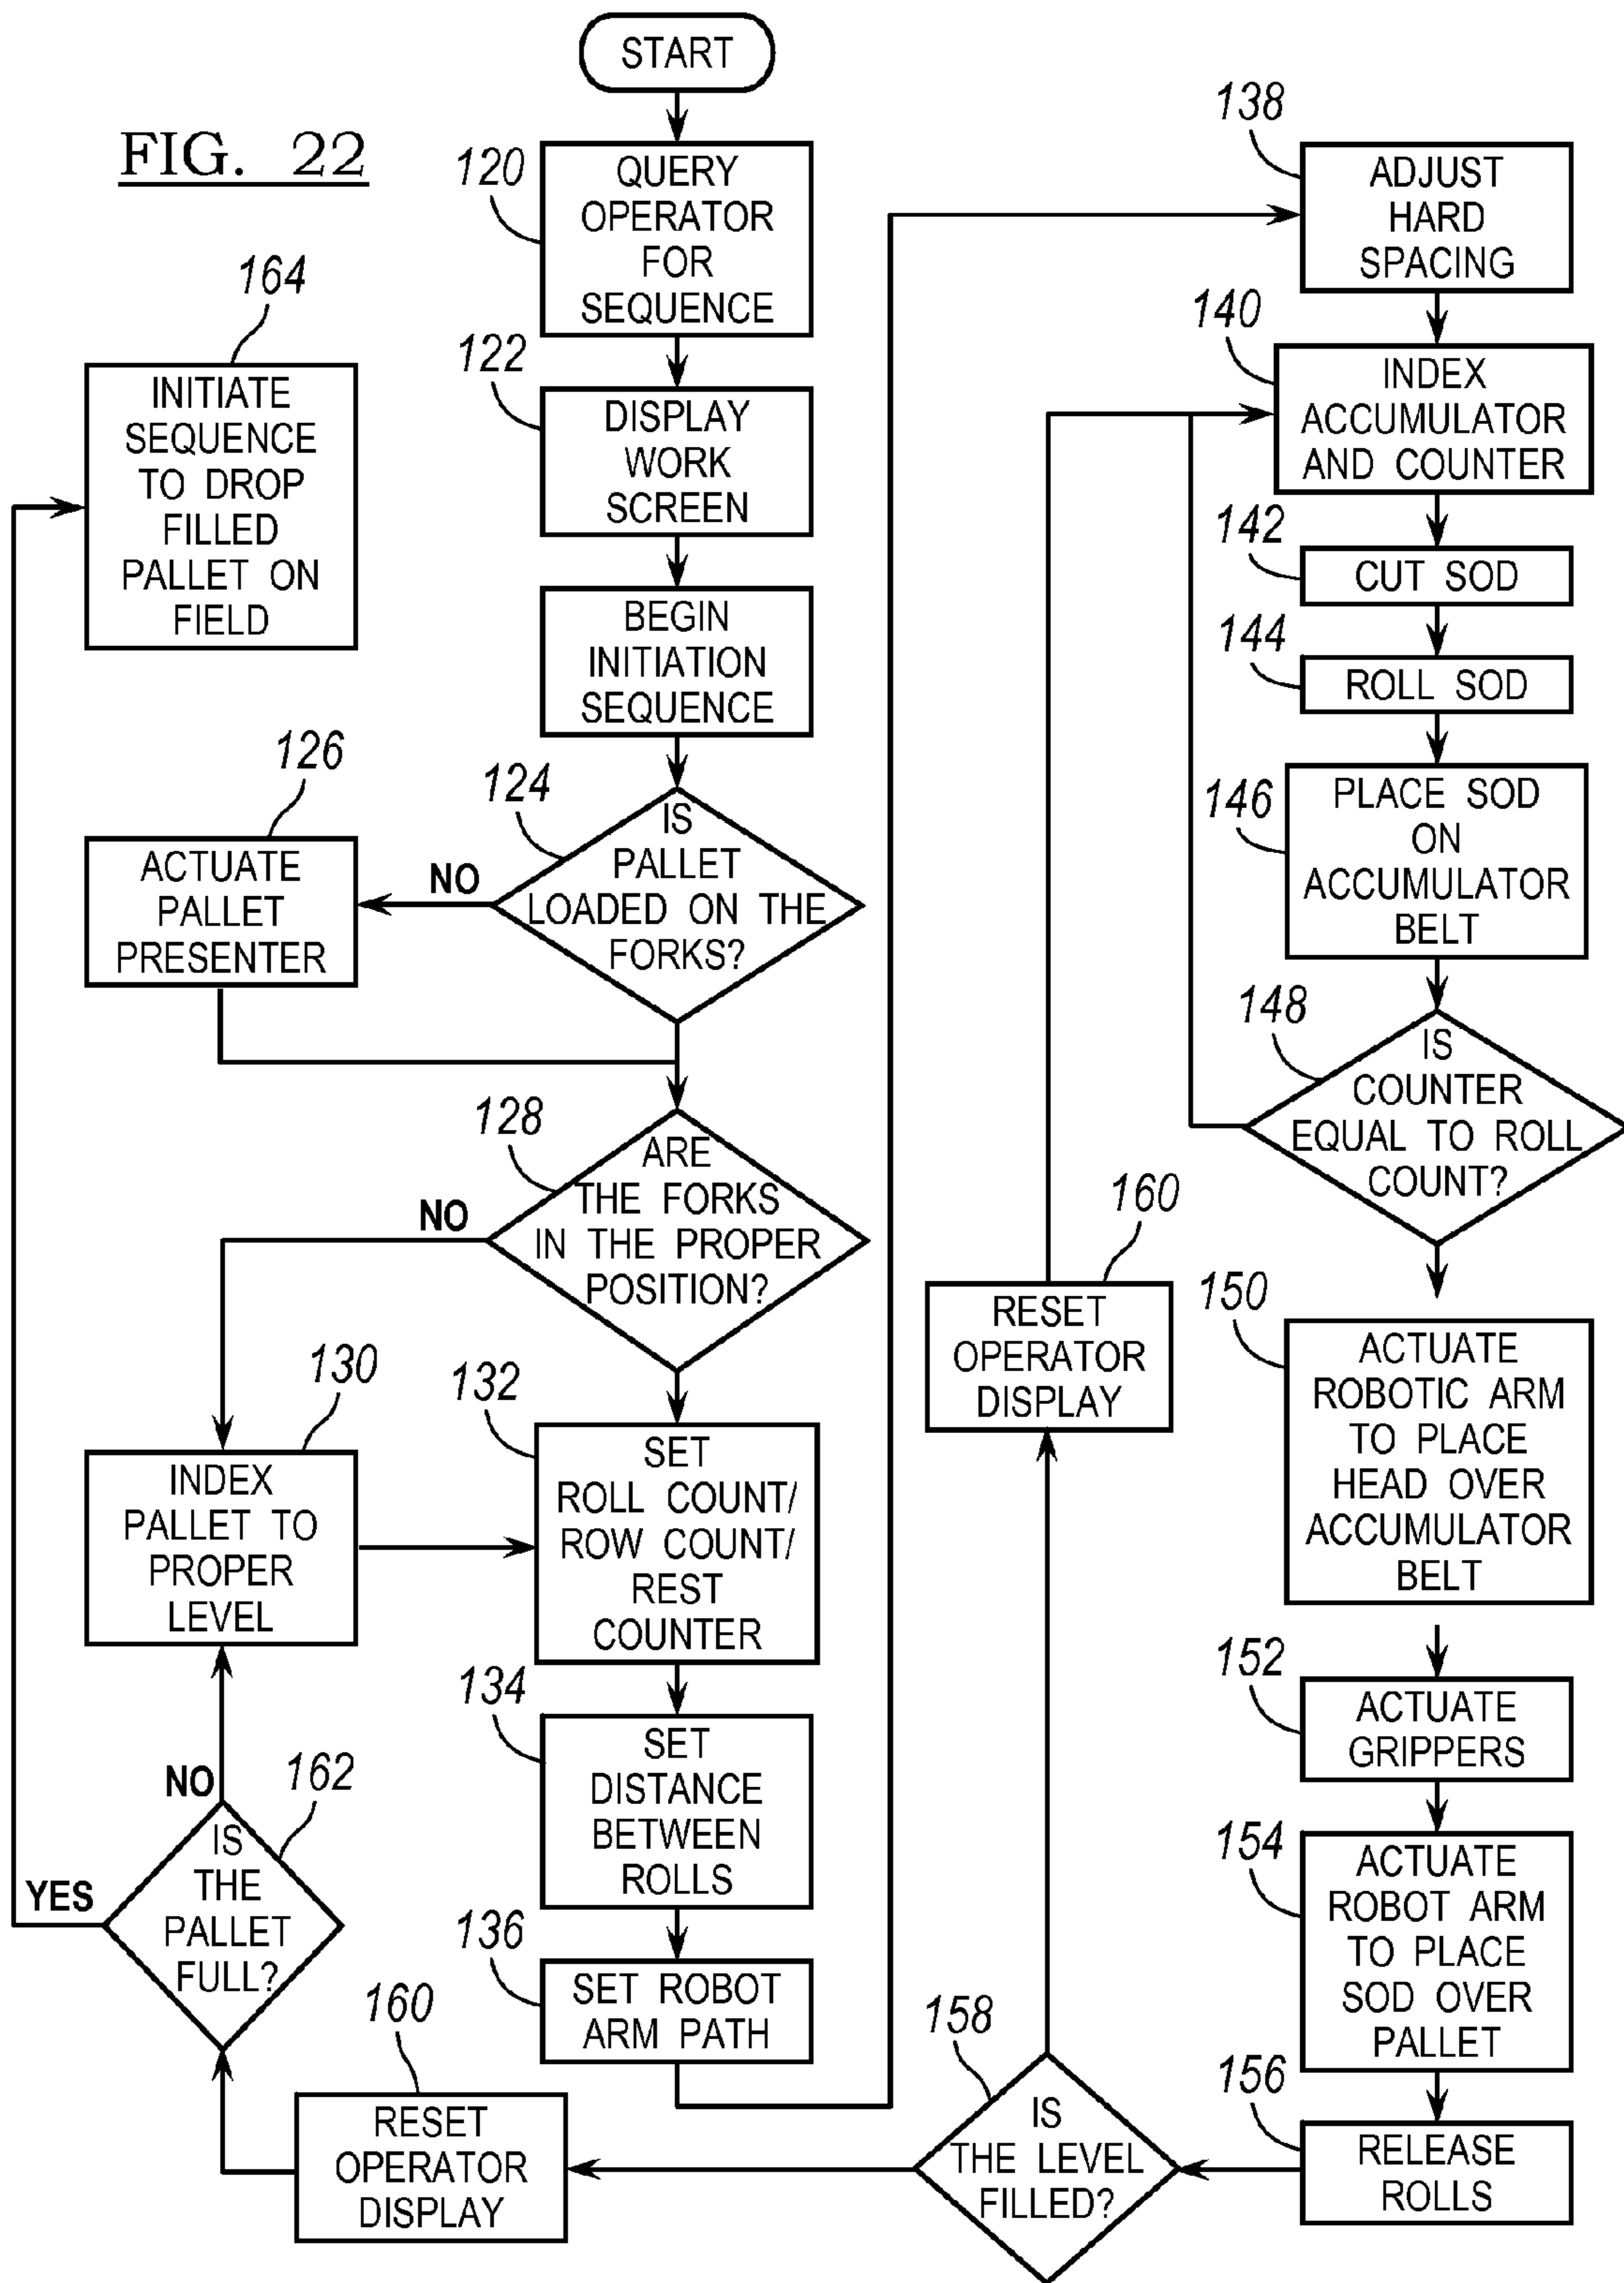 FIG. 22
START
120
QUERY
OPERATOR
FOR
SEQUENCE
122
DISPLAY
WORK
SCREEN
BEGIN
INITIATION
SEQUENCE
124
IS
PALLET
LOADED ON THE
FORKS?
NO
126
ACTUATE
PALLET
PRESENTER
128
ARE
THE FORKS
IN THE PROPER
POSITION?
NO
130
INDEX
PALLET TO
PROPER
LEVEL
132
SET
ROLL COUNT/
ROW COUNT/
REST
COUNTER
134
SET
DISTANCE
BETWEEN
ROLLS
136
SET ROBOT
ARM PATH
138
ADJUST
HARD
SPACING
140
INDEX
ACCUMULATOR
AND COUNTER
142
CUT SOD
144
ROLL SOD
146
PLACE SOD
ON
ACCUMULATOR
BELT
148
IS
COUNTER
EQUAL TO ROLL
COUNT?
150
ACTUATE
ROBOTIC ARM
TO PLACE
HEAD OVER
ACCUMULATOR
BELT
152
ACTUATE
GRIPPERS
154
ACTUATE
ROBOT ARM
TO PLACE
SOD OVER
PALLET
156
RELEASE
ROLLS
158
IS
THE LEVEL
FILLED?
160
RESET
OPERATOR
DISPLAY
160
RESET
OPERATOR
DISPLAY
162
IS
THE
PALLET
FULL?
NO
YES
164
INITIATE
SEQUENCE
TO DROP
FILLED
PALLET ON
FIELD